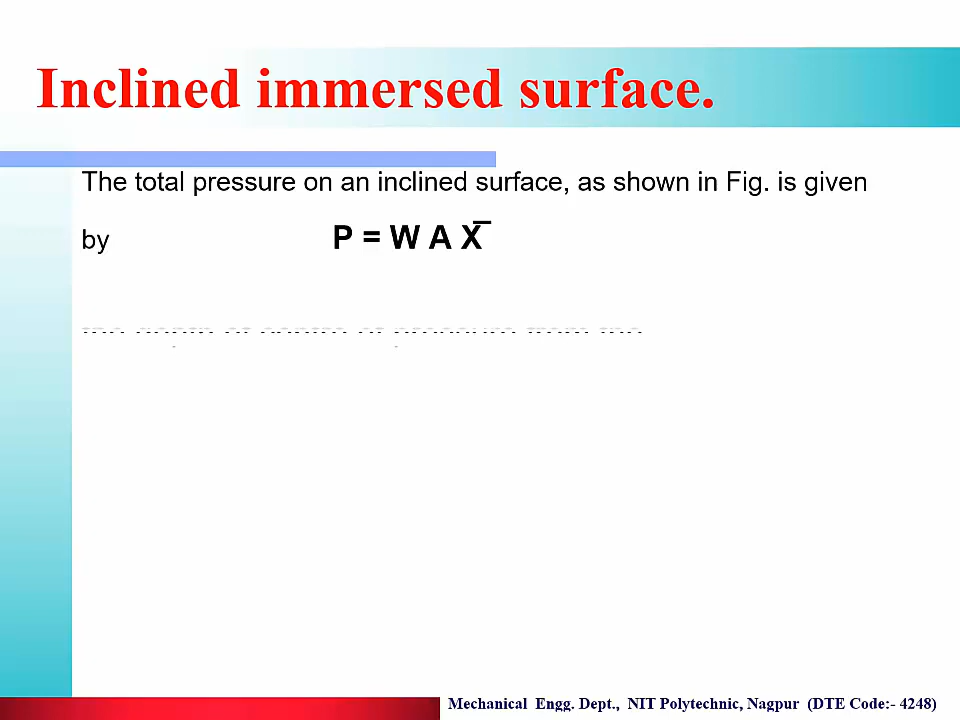 Inclined immersed surface.
The total pressure on an inclined surface, as shown in Fig. is given
by P = W A X̅
Mechanical Engg. Dept., NIT Polytechnic, Nagpur (DTE Code:- 4248)